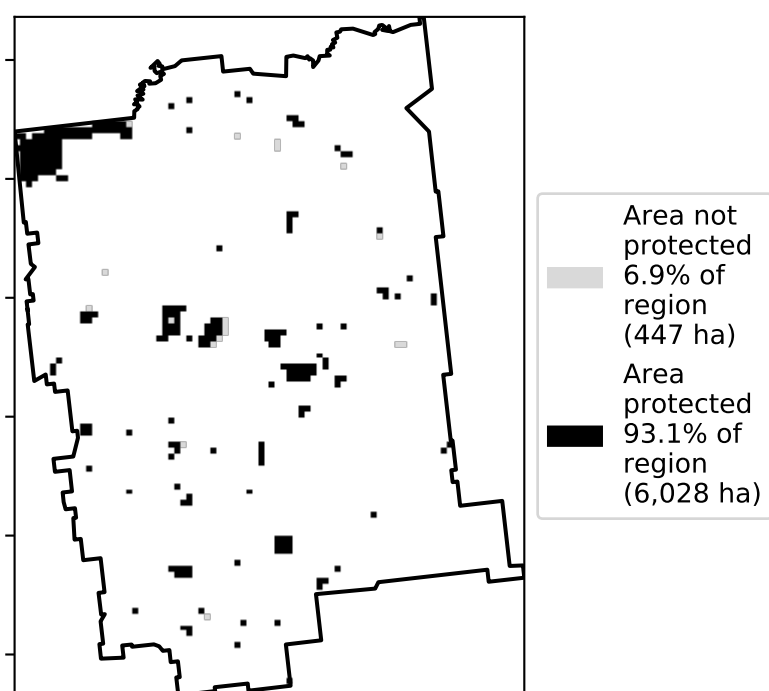 Area not
protected
6.9% of
region
(447 ha)
Area
protected
93.1% of
region
(6,028 ha)